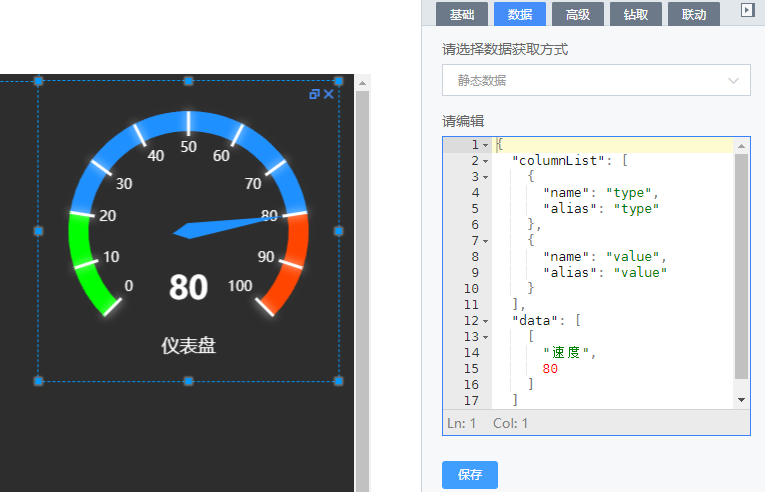 基础 数据 高级 钻取 联动
请选择数据获取方式
静态数据
请编辑
1 {
2 "columnList": [
3 {
4 "name": "type",
5 "alias": "type"
6 },
7 {
8 "name": "value",
9 "alias": "value"
10 }
11 ],
12 "data": [
13 [
14 "速度",
15 80
16 ]
17 ]
Ln: 1 Col: 1
保存
0
10
20
30
40
50
60
70
80
90
100
80
仪表盘